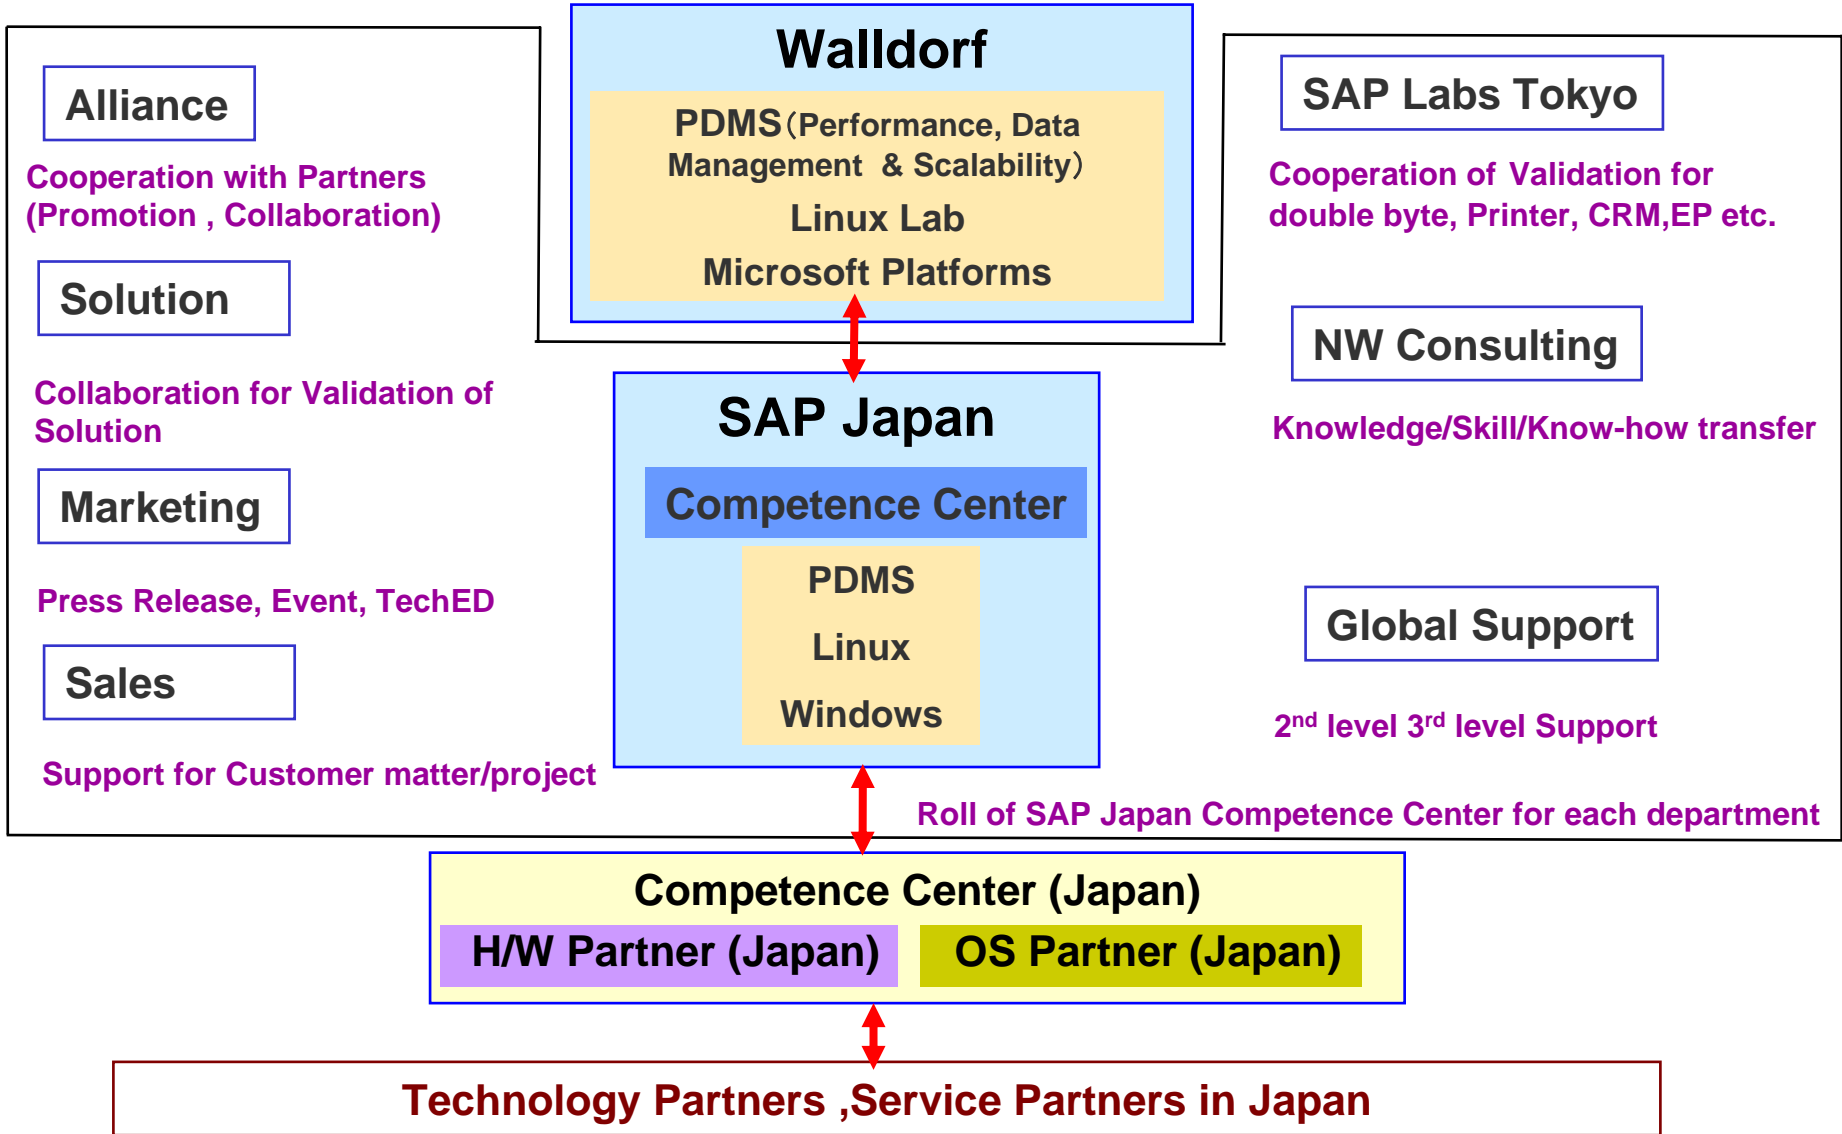 Walldorf
PDMS（Performance, Data
Management & Scalability）
Linux Lab
Microsoft Platforms
Alliance
Cooperation with Partners
(Promotion , Collaboration)
Solution
Collaboration for Validation of
Solution
Marketing
Press Release, Event, TechED
Sales
Support for Customer matter/project
SAP Japan
Competence Center
PDMS
Linux
Windows
SAP Labs Tokyo
Cooperation of Validation for
double byte, Printer, CRM,EP etc.
NW Consulting
Knowledge/Skill/Know-how transfer
Global Support
2nd level 3rd level Support
Roll of SAP Japan Competence Center for each department
Competence Center (Japan)
H/W Partner (Japan)
OS Partner (Japan)
Technology Partners ,Service Partners in Japan